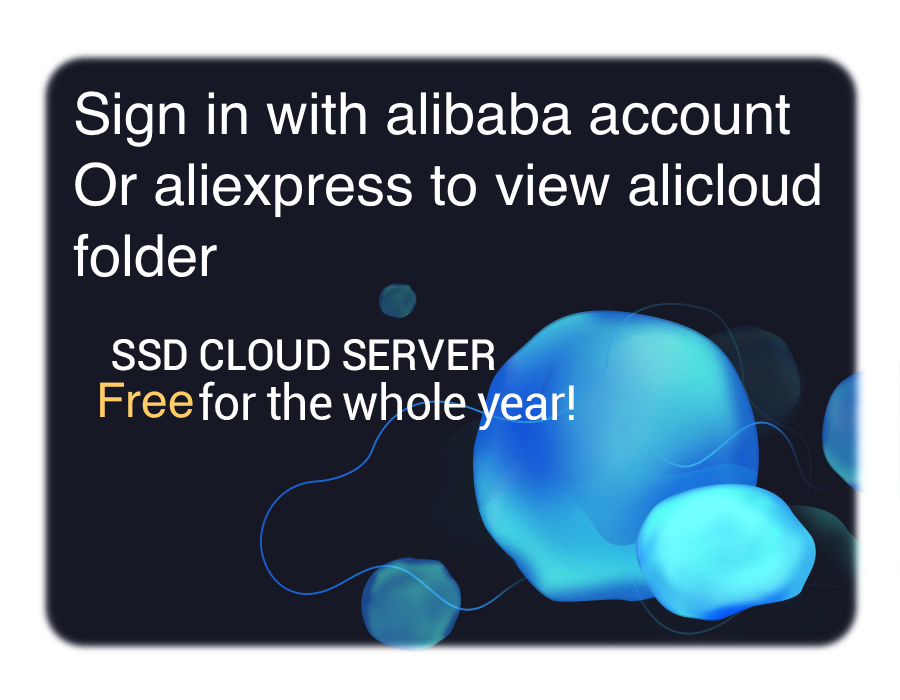 Sign in with alibaba account
Or aliexpress to view alicloud
folder
SSD CLOUD SERVER
Free for the whole year!